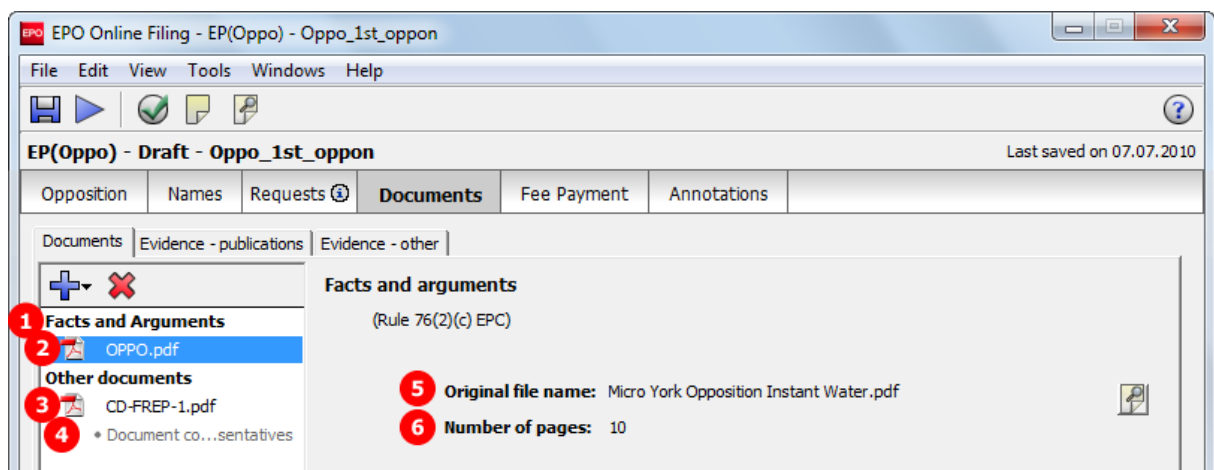 EPO EPO Online Filing - EP(Oppo) - Oppo_1st_oppon
X
File Edit View Tools Windows Help
?
EP(Oppo) - Draft - Oppo_1st_oppon Last saved on 07.07.2010
Opposition Names Requests Documents Fee Payment Annotations
Documents Evidence - publications Evidence - other
Facts and arguments
1 Facts and Arguments (Rule 76(2)(c) EPC)
2 OPPO.pdf
Other documents 5 Original file name: Micro York Opposition Instant Water.pdf
3 CD-FREP-1.pdf
4 • Document co...sentatives 6 Number of pages: 10